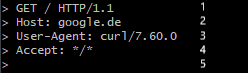 > GET / HTTP/1.1 1
> Host: google.de 2
> User-Agent: curl/7.60.0 3
> Accept: */* 4
> 5